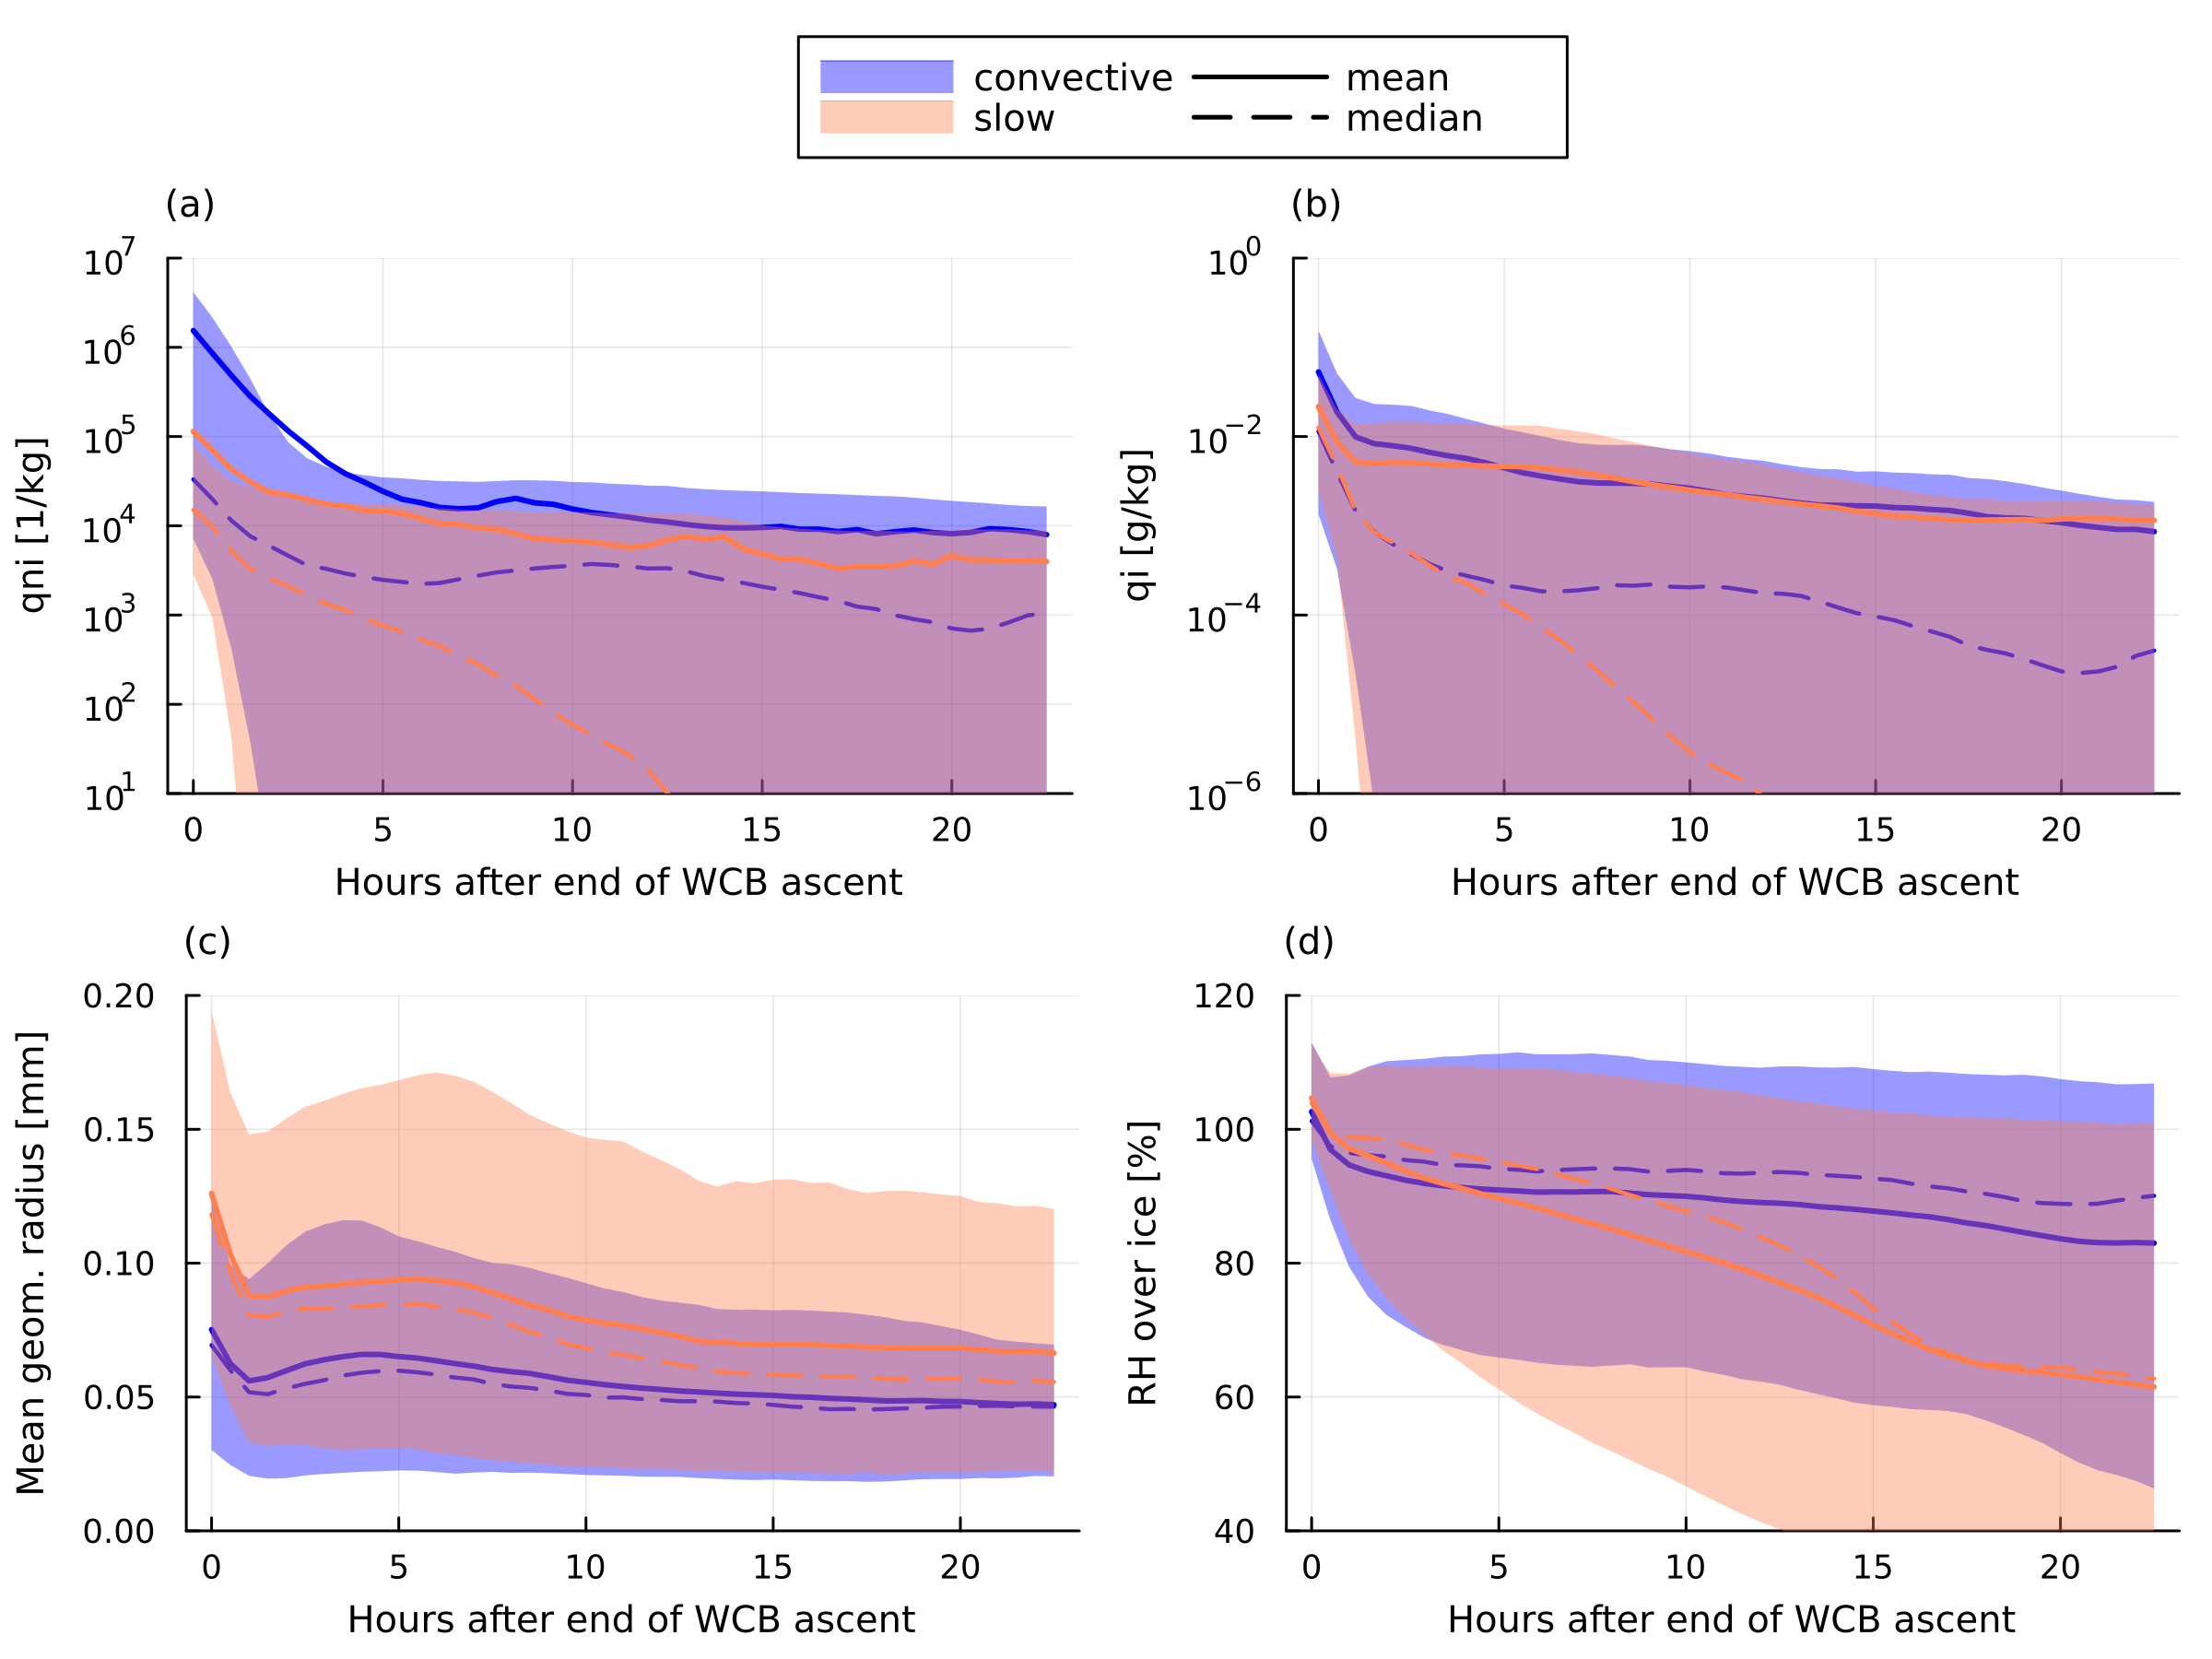 convective mean
slow median
(a)
10^7
10^6
10^5
10^4
10^3
10^2
10^1
qni [1/kg]
0 5 10 15 20
Hours after end of WCB ascent
(b)
10^0
10^−2
10^−4
10^−6
qi [g/kg]
0 5 10 15 20
Hours after end of WCB ascent
(c)
0.20
0.15
0.10
0.05
0.00
Mean geom. radius [mm]
0 5 10 15 20
Hours after end of WCB ascent
(d)
120
100
80
60
40
RH over ice [%]
0 5 10 15 20
Hours after end of WCB ascent